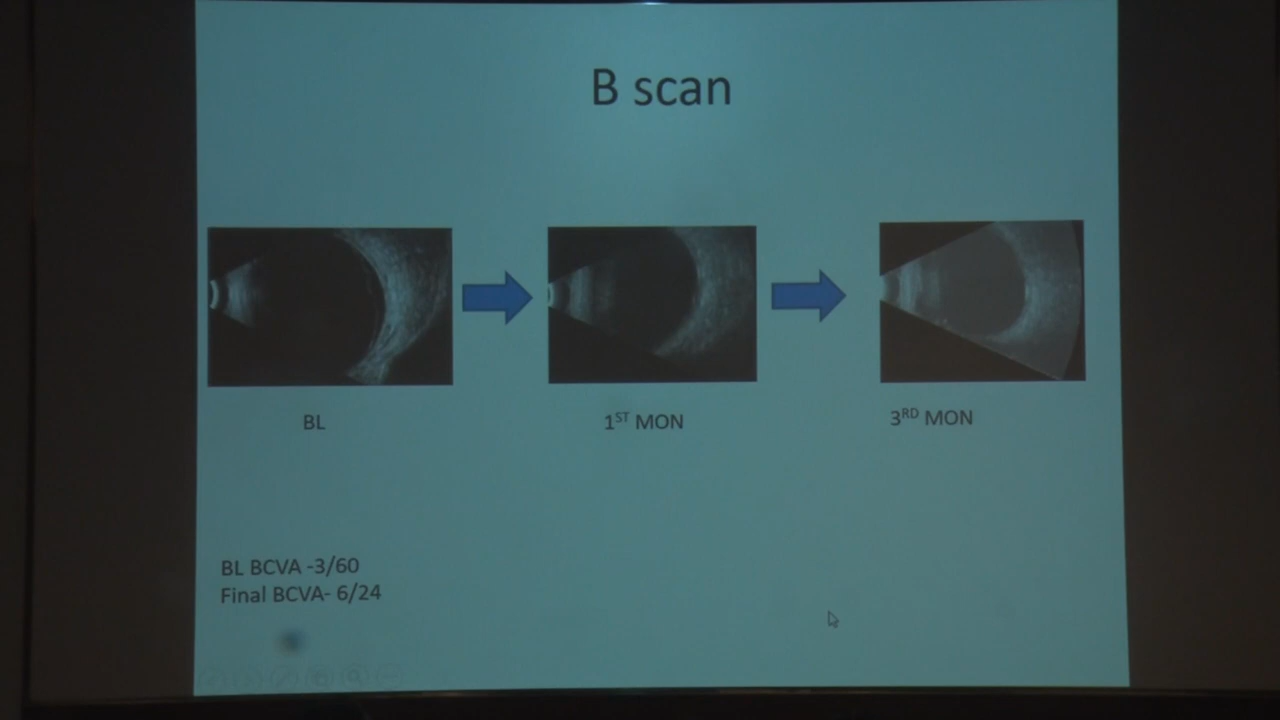 B scan
BL
1ST MON
3RD MON
BL BCVA -3/60
Final BCVA- 6/24